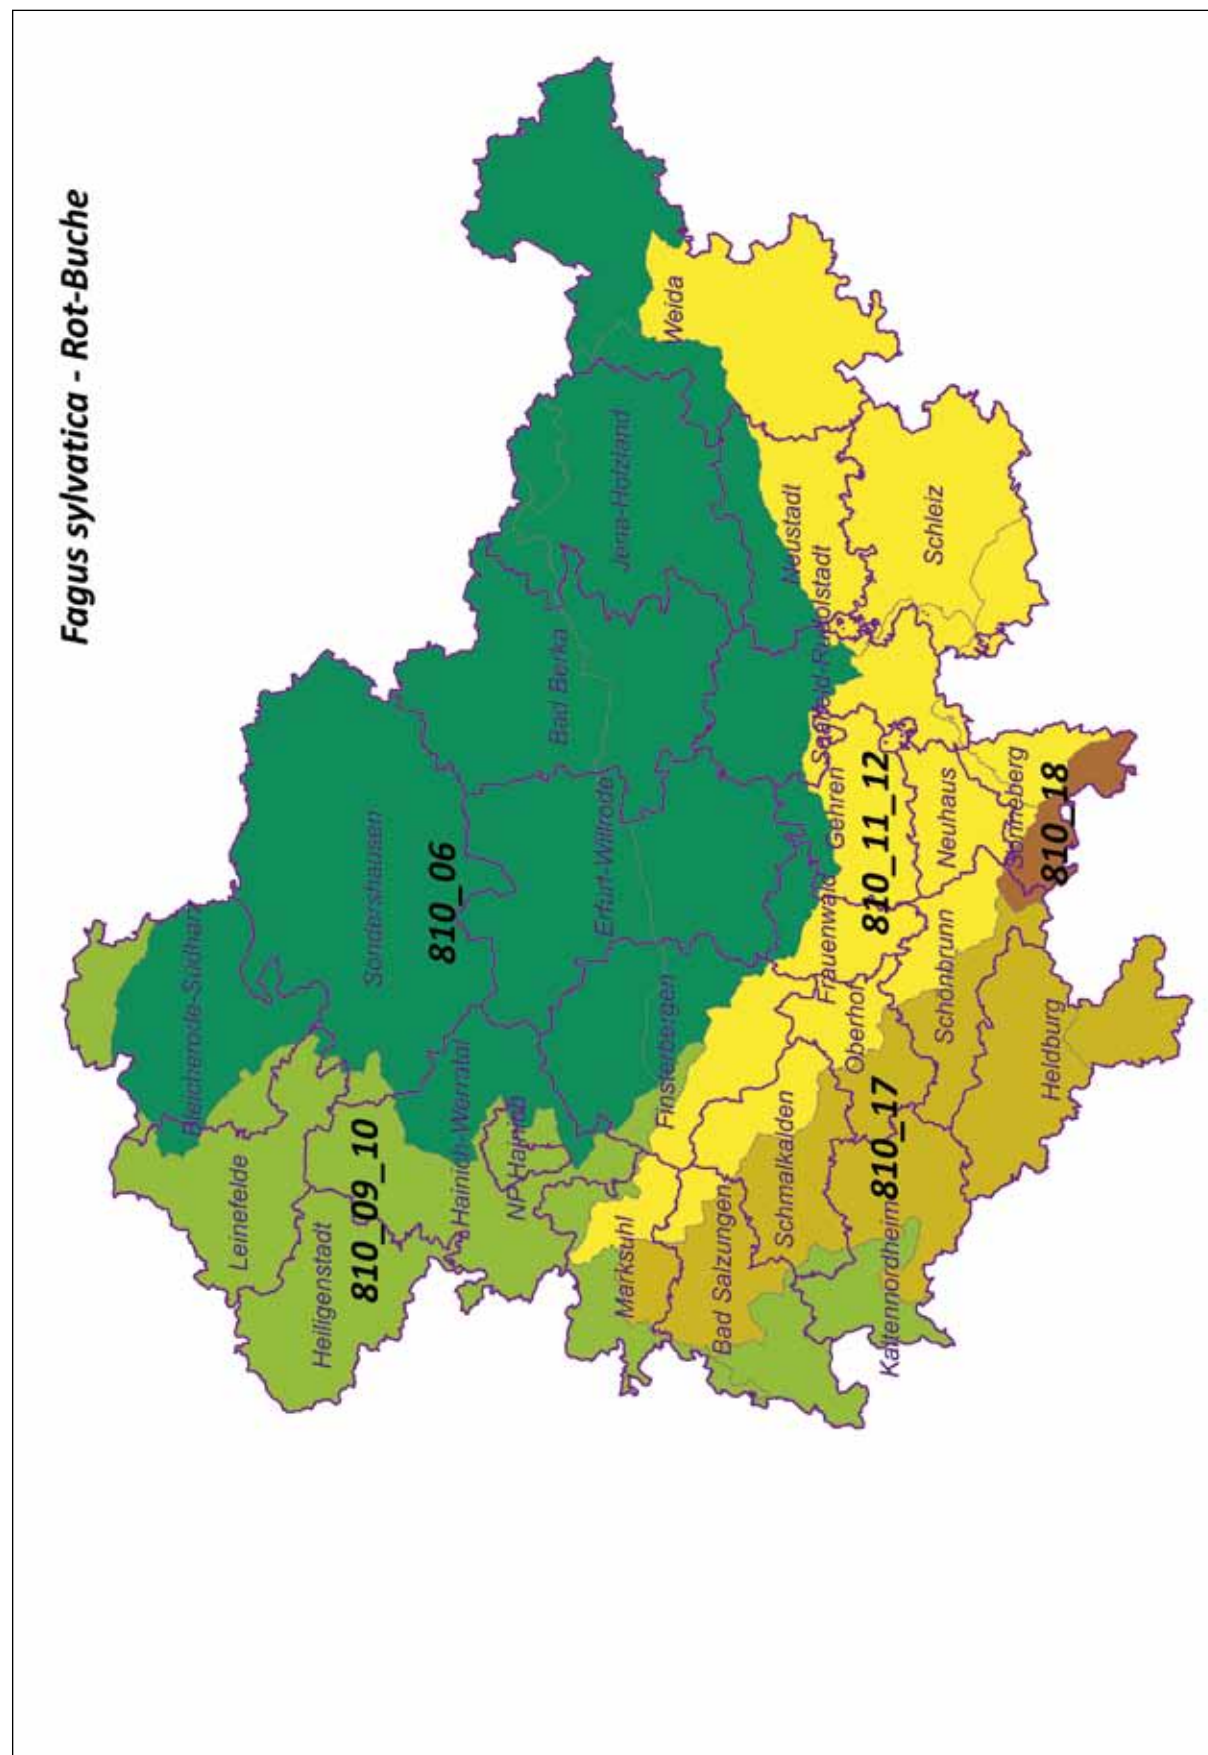 Fagus sylvatica - Rot-Buche
Bleicherode-Südharz
Leinefelde
Heiligenstadt
810_09_10
Sondershausen
810_06
Hainich-Werratal
NP Hainich
Bad Berka
Erfurt-Willrode
Jena-Holzland
Weida
Finsterbergen
Marksuhl
Bad Salzungen
Schmalkalden
Neustadt
Saalfeld-Rudolstadt
Frauenwald
Gehren
Oberhof
810_11_12
810_17
Kaltennordheim
Schleiz
Neuhaus
Schönbrunn
Sonneberg
810_18
Heldburg